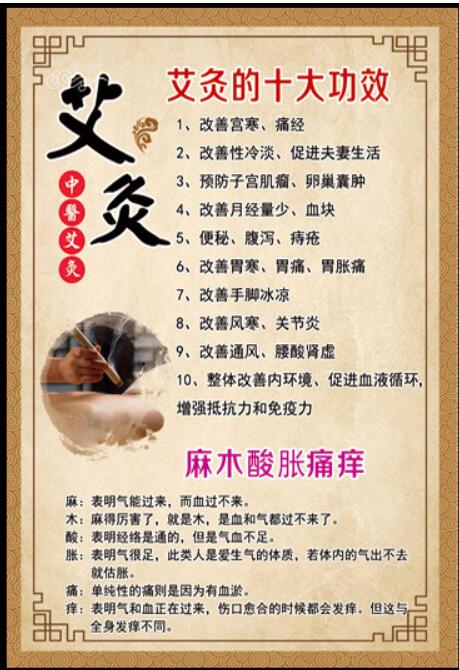 艾灸
中醫艾灸
艾灸的十大功效
1、改善宫寒、痛经
2、改善性冷淡、促进夫妻生活
3、预防子宫肌瘤、卵巢囊肿
4、改善月经量少、血块
5、便秘、腹泻、痔疮
6、改善胃寒、胃痛、胃胀痛
7、改善手脚冰凉
8、改善风寒、关节炎
9、改善通风、腰酸肾虚
10、整体改善内环境、促进血液循环,
增强抵抗力和免疫力
麻木酸胀痛痒
麻：表明气能过来，而血过不来。
木：麻得厉害了，就是木，是血和气都过不来了。
酸：表明经络是通的，但是气血不足。
胀：表明气很足，此类人是爱生气的体质，若体内的气出不去
就估胀。
痛：单纯性的痛则是因为有血淤。
痒：表明气和血正在过来，伤口愈合的时候都会发痒。但这与
全身发痒不同。